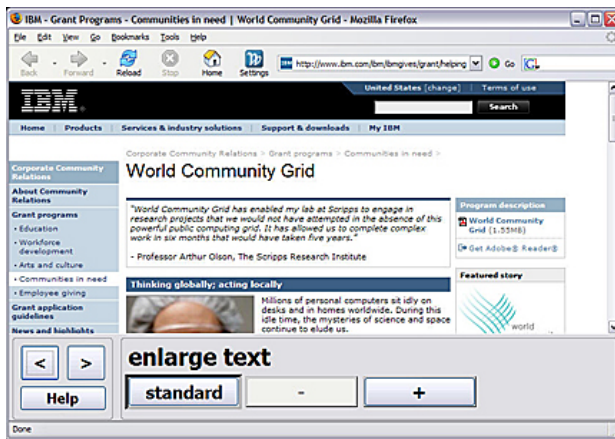 IBM - Grant Programs - Communities in need | World Community Grid - Mozilla Firefox
File Edit View Go Bookmarks Tools Help
Back Forward Reload Stop Home Settings http://www.ibm.com/ibm/ibmgives/grant/helping Go
United States [change] | Terms of use
IBM
Search
Home | Products | Services & industry solutions | Support & downloads | My IBM
Corporate Community Relations > Grant programs > Communities in need >
World Community Grid
Corporate Community
Relations
About Community
Relations
Grant programs
· Education
· Workforce
development
· Arts and culture
· Communities in need
· Employee giving
Grant application
guidelines
News and highlights
"World Community Grid has enabled my lab at Scripps to engage in
research projects that we would not have attempted in the absence of this
powerful public computing grid. It has allowed us to complete complex
work in six months that would have taken five years."
- Professor Arthur Olson, The Scripps Research Institute
Thinking globally; acting locally
Millions of personal computers sit idly on
desks and in homes worldwide. During this
idle time, the mysteries of science and space
continue to elude us.
Program description
World Community
Grid (1.55MB)
Get Adobe® Reader®
Featured story
world
< >
Help
enlarge text
standard - +
Done